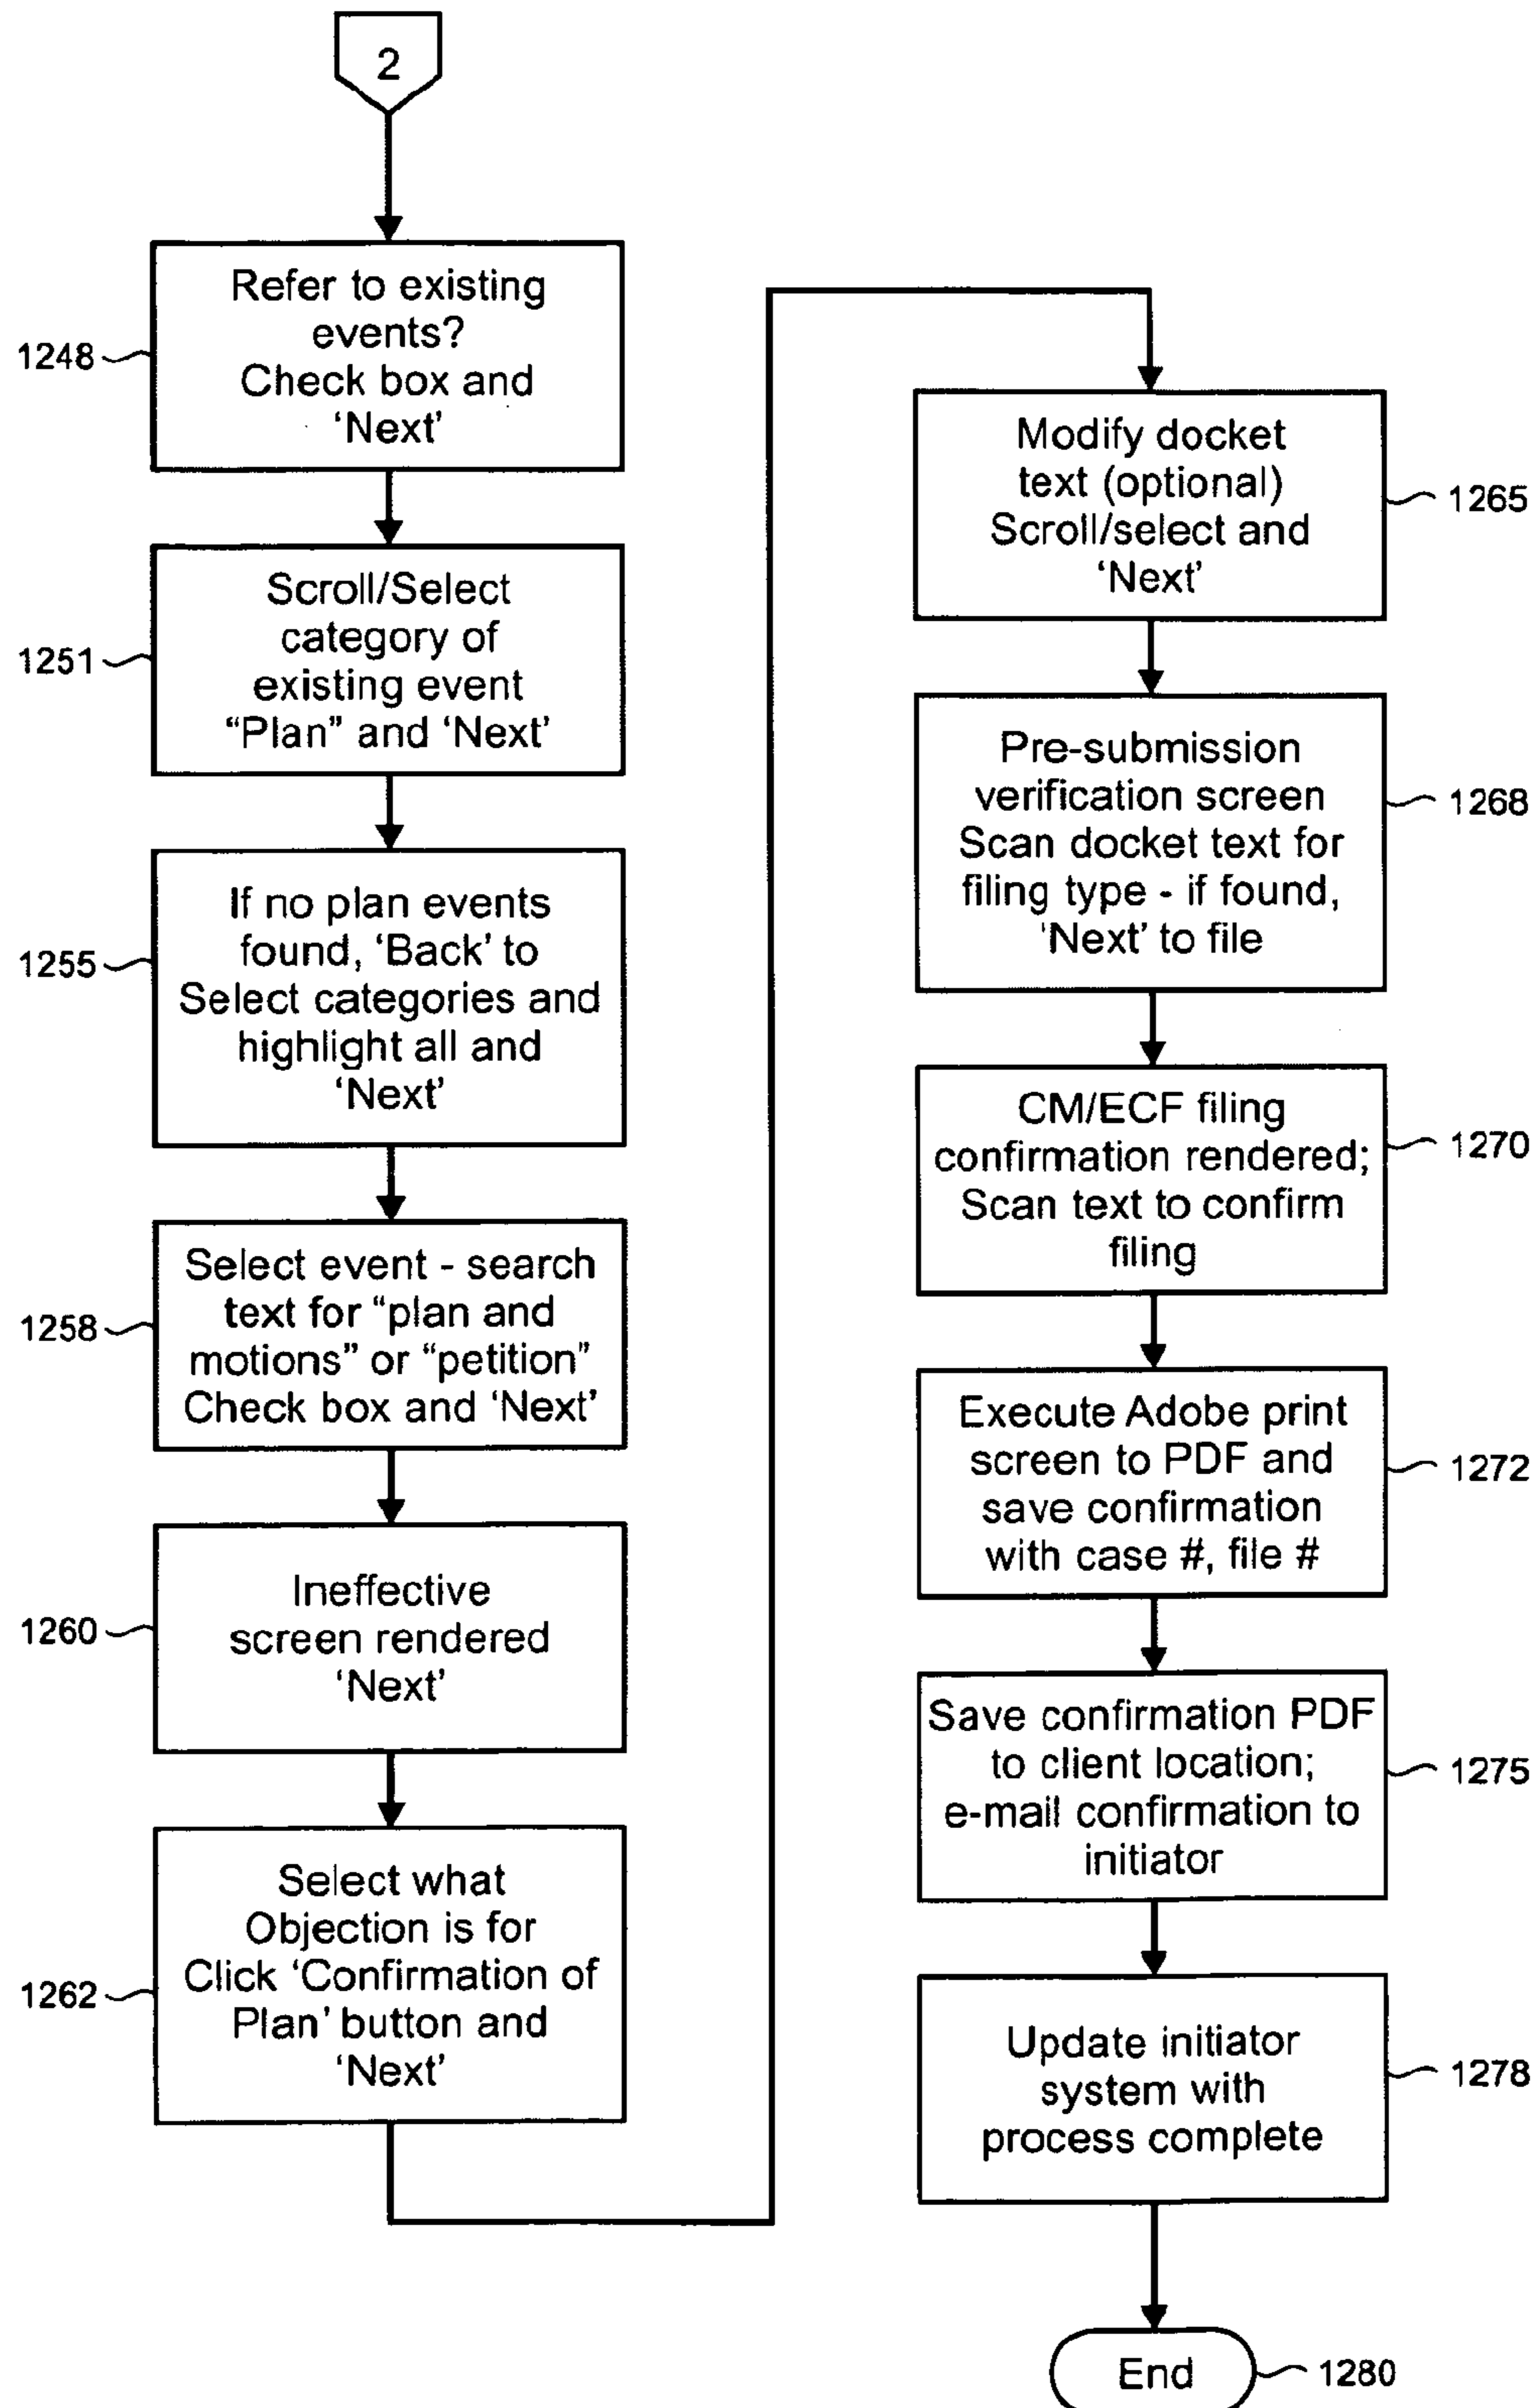 2
Refer to existing
events?
Check box and
‘Next’
1248
Scroll/Select
category of
existing event
“Plan” and ‘Next’
1251
If no plan events
found, ‘Back’ to
Select categories and
highlight all and
‘Next’
1255
Select event - search
text for “plan and
motions” or “petition”
Check box and ‘Next’
1258
Ineffective
screen rendered
‘Next’
1260
Select what
Objection is for
Click ‘Confirmation of
Plan’ button and
‘Next’
1262
Modify docket
text (optional)
Scroll/select and
‘Next’
1265
Pre-submission
verification screen
Scan docket text for
filing type - if found,
‘Next’ to file
1268
CM/ECF filing
confirmation rendered;
Scan text to confirm
filing
1270
Execute Adobe print
screen to PDF and
save confirmation
with case #, file #
1272
Save confirmation PDF
to client location;
e-mail confirmation to
initiator
1275
Update initiator
system with
process complete
1278
End
1280